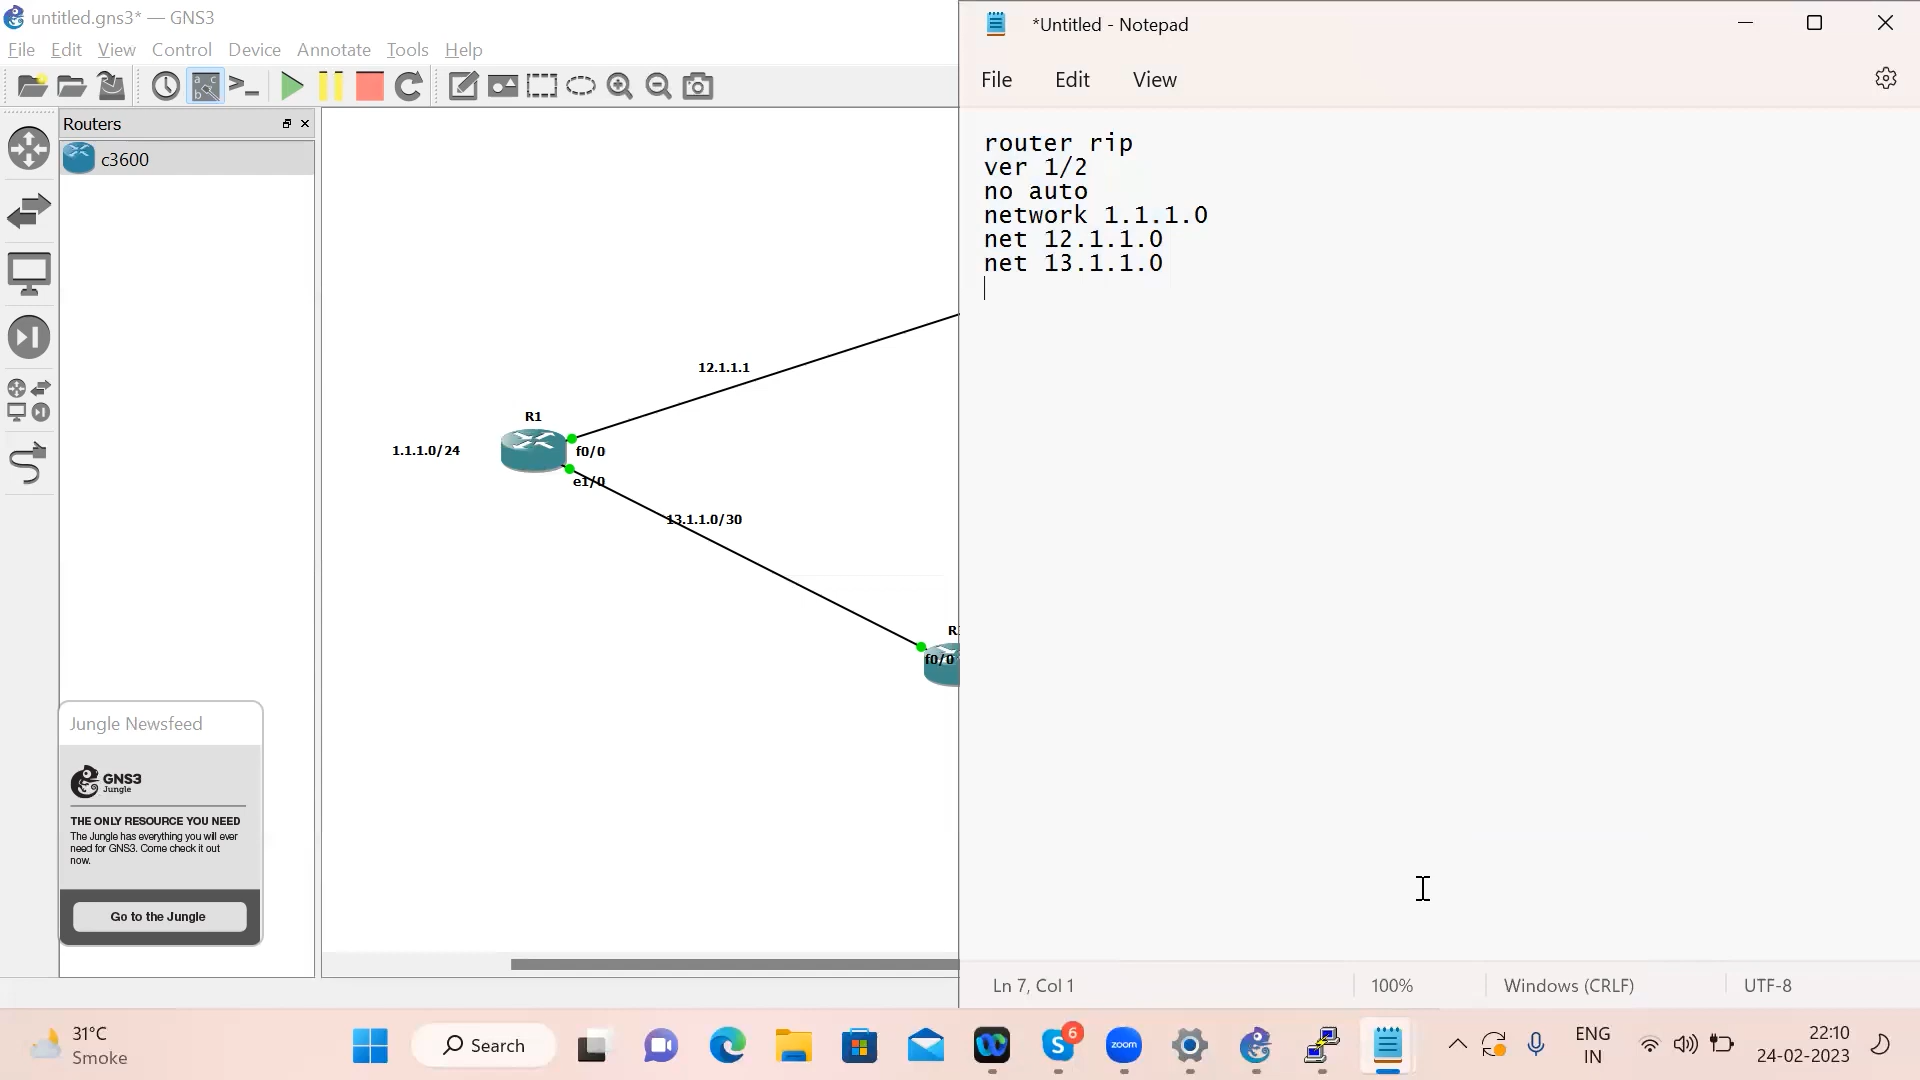 untitled.gns3* — GNS3
File Edit View Control Device Annotate Tools Help
Routers
c3600
12.1.1.1
R1
1.1.1.0/24
f0/0
e1/0
13.1.1.0/30
f0/0
Jungle Newsfeed
GNS3
Jungle
THE ONLY RESOURCE YOU NEED
The Jungle has everything you will ever
need for GNS3. Come check it out
now.
Go to the Jungle
*Untitled - Notepad
File Edit View
router rip
ver 1/2
no auto
network 1.1.1.0
net 12.1.1.0
net 13.1.1.0
Ln 7, Col 1 100% Windows (CRLF) UTF-8
31°C
Smoke
Search
6
zoom
ENG
IN
22:10
24-02-2023